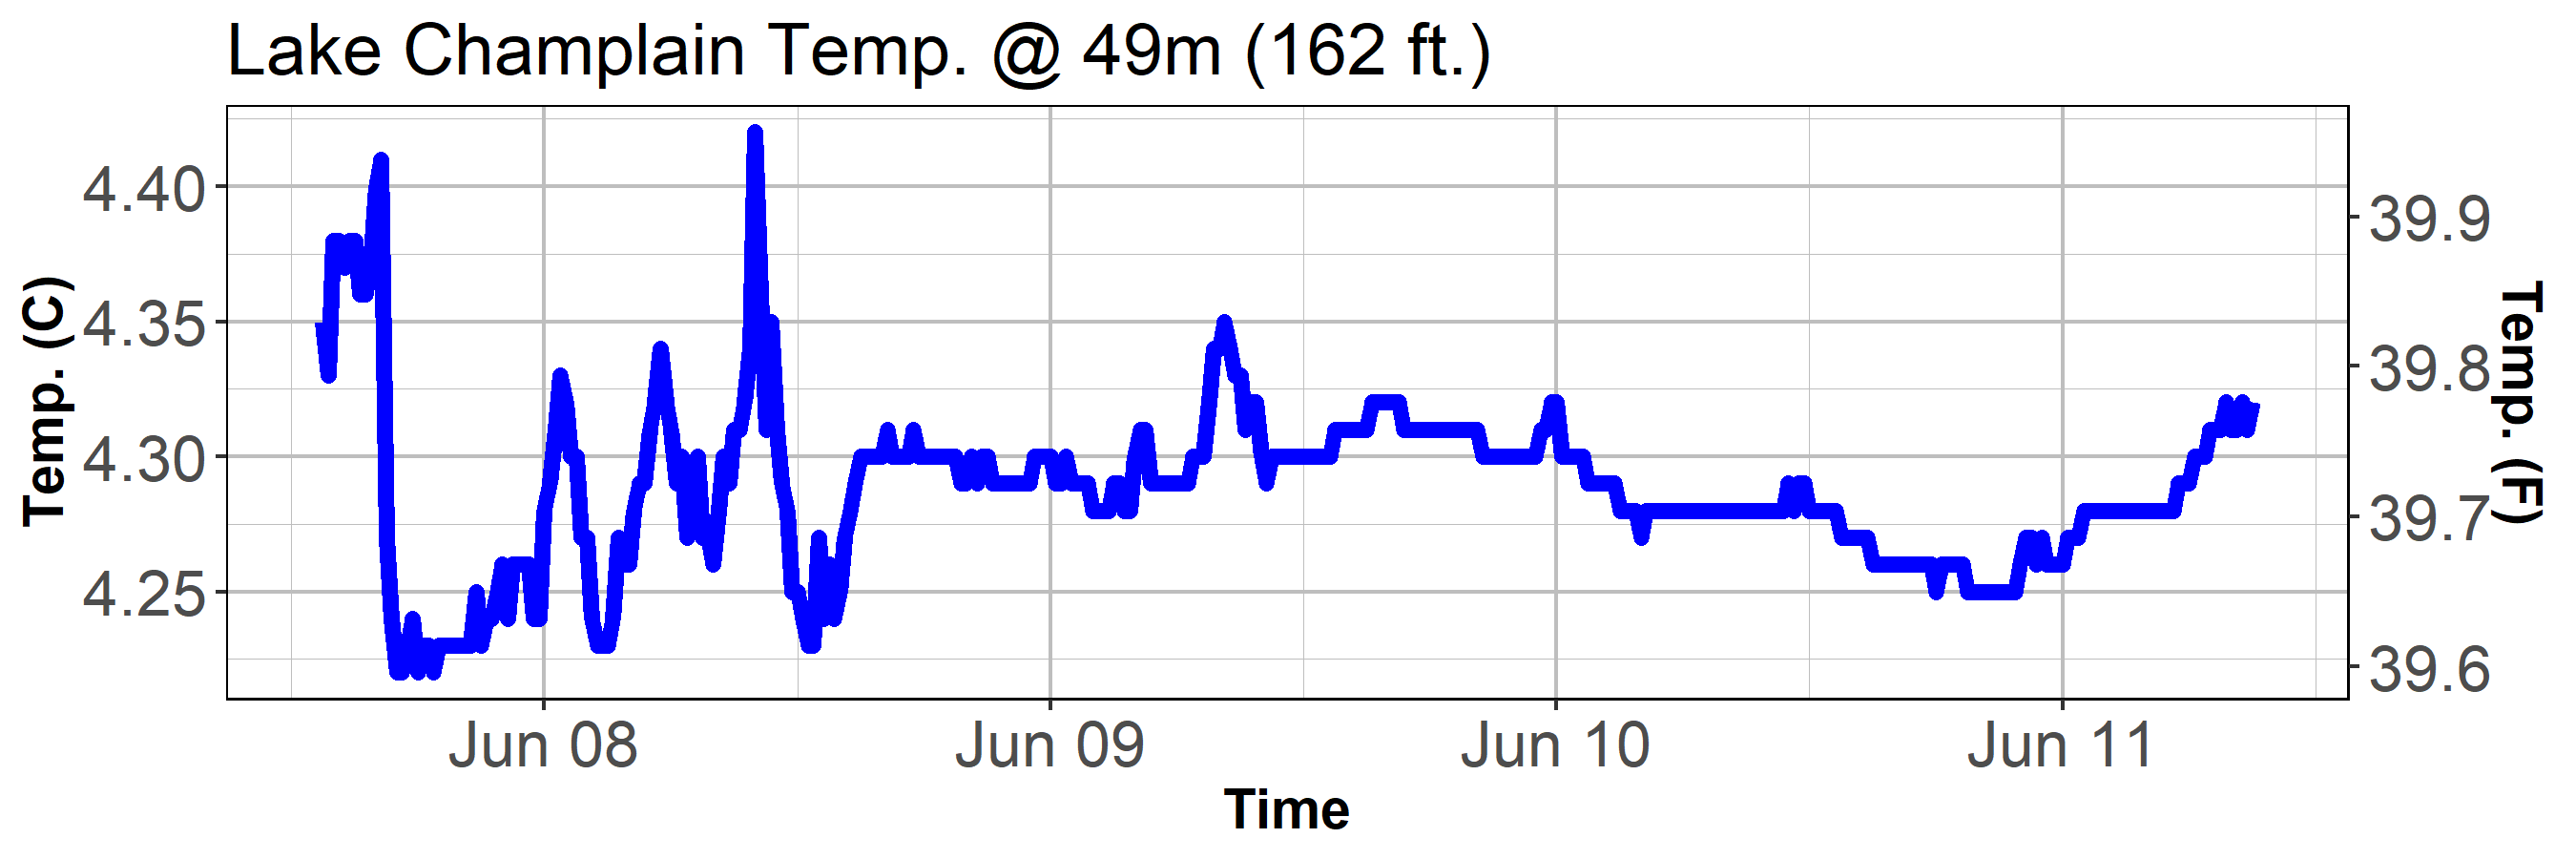 Lake Champlain Temp. @ 49m (162 ft.)
Temp. (C)
4.40
4.35
4.30
4.25
39.9
39.8
39.7
39.6
Temp. (F)
Jun 08 Jun 09 Jun 10 Jun 11
Time